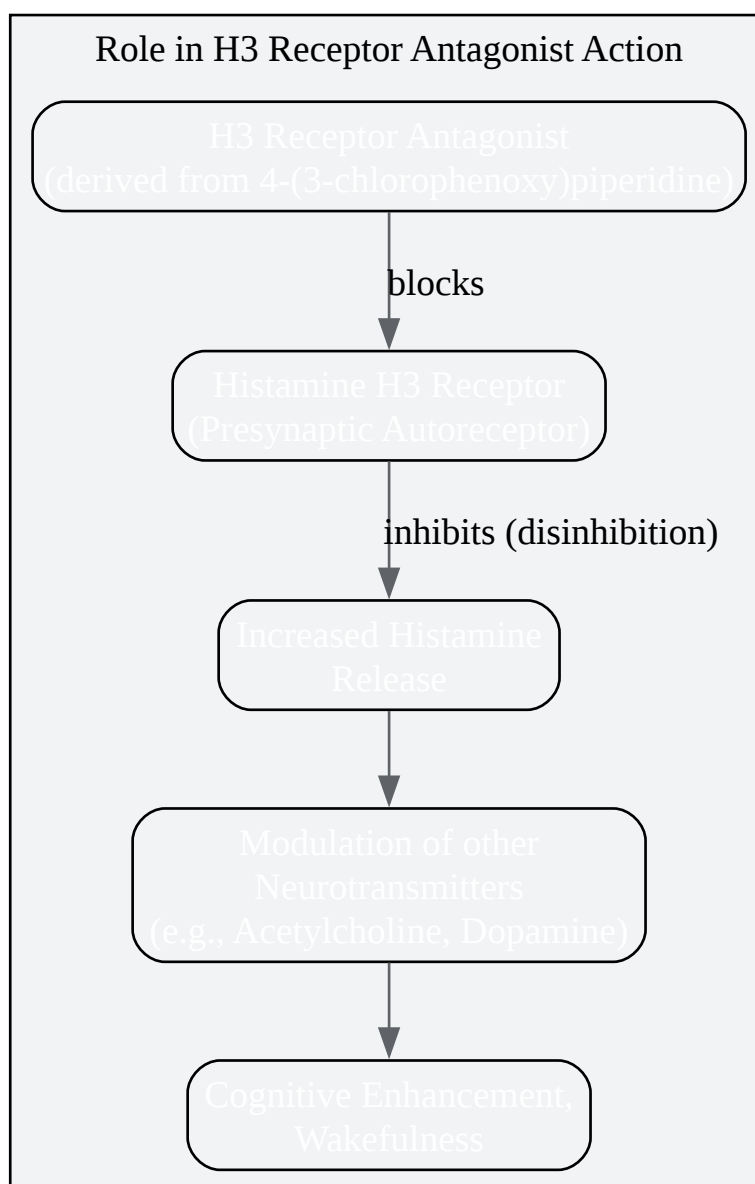 Role in H3 Receptor Antagonist Action
H3 Receptor Antagonist
(derived from 4-(3-chlorophenoxy)piperidine)
blocks
Histamine H3 Receptor
(Presynaptic Autoreceptor)
inhibits (disinhibition)
Increased Histamine
Release
Modulation of other
Neurotransmitters
(e.g., Acetylcholine, Dopamine)
Cognitive Enhancement,
Wakefulness